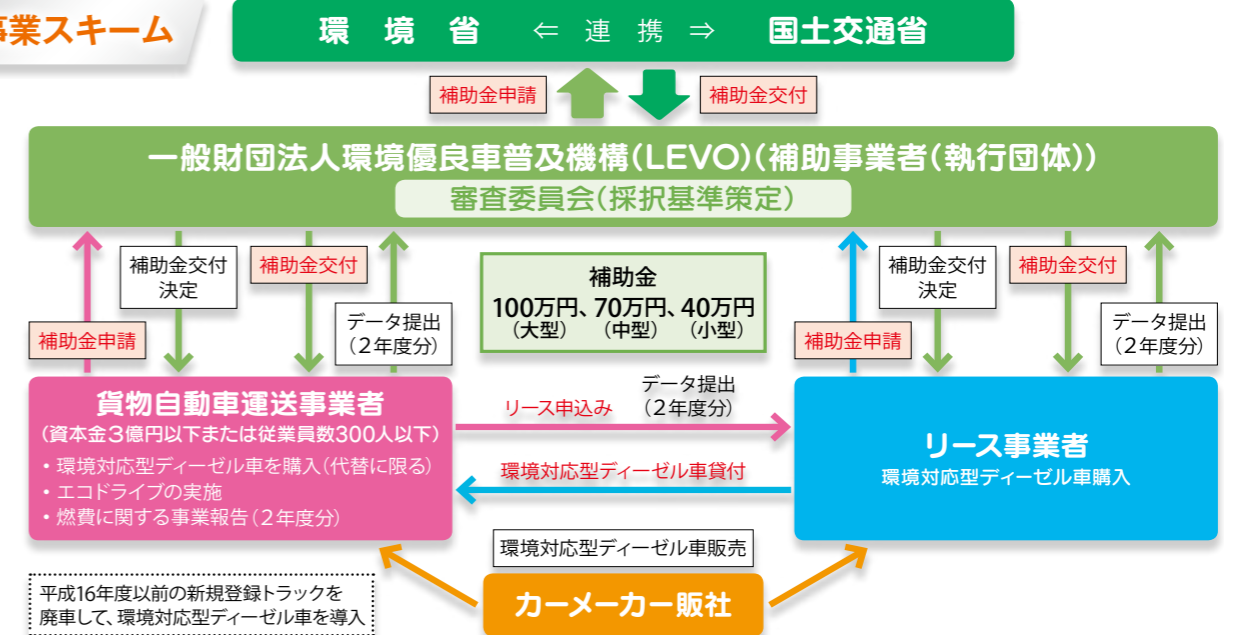 事業スキーム
環境省 ⇐ 連携 ⇒ 国土交通省
補助金申請
補助金交付
一般財団法人環境優良車普及機構(LEVO)(補助事業者(執行団体))
審査委員会(採択基準策定)
補助金申請
補助金交付
決定
補助金交付
データ提出
(2年度分)
補助金
100万円、70万円、40万円
(大型) (中型) (小型)
補助金申請
補助金交付
決定
補助金交付
データ提出
(2年度分)
貨物自動車運送事業者
(資本金3億円以下または従業員数300人以下)
・環境対応型ディーゼル車を購入(代替に限る)
・エコドライブの実施
・燃費に関する事業報告(2年度分)
リース申込み
データ提出
(2年度分)
環境対応型ディーゼル車貸付
リース事業者
環境対応型ディーゼル車購入
環境対応型ディーゼル車販売
カーメーカー販社
平成16年度以前の新規登録トラックを
廃車して、環境対応型ディーゼル車を導入